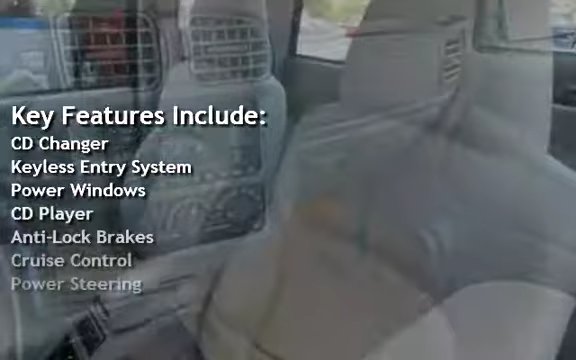 Key Features Include:
CD Changer
Keyless Entry System
Power Windows
CD Player
Anti-Lock Brakes
Cruise Control
Power Steering